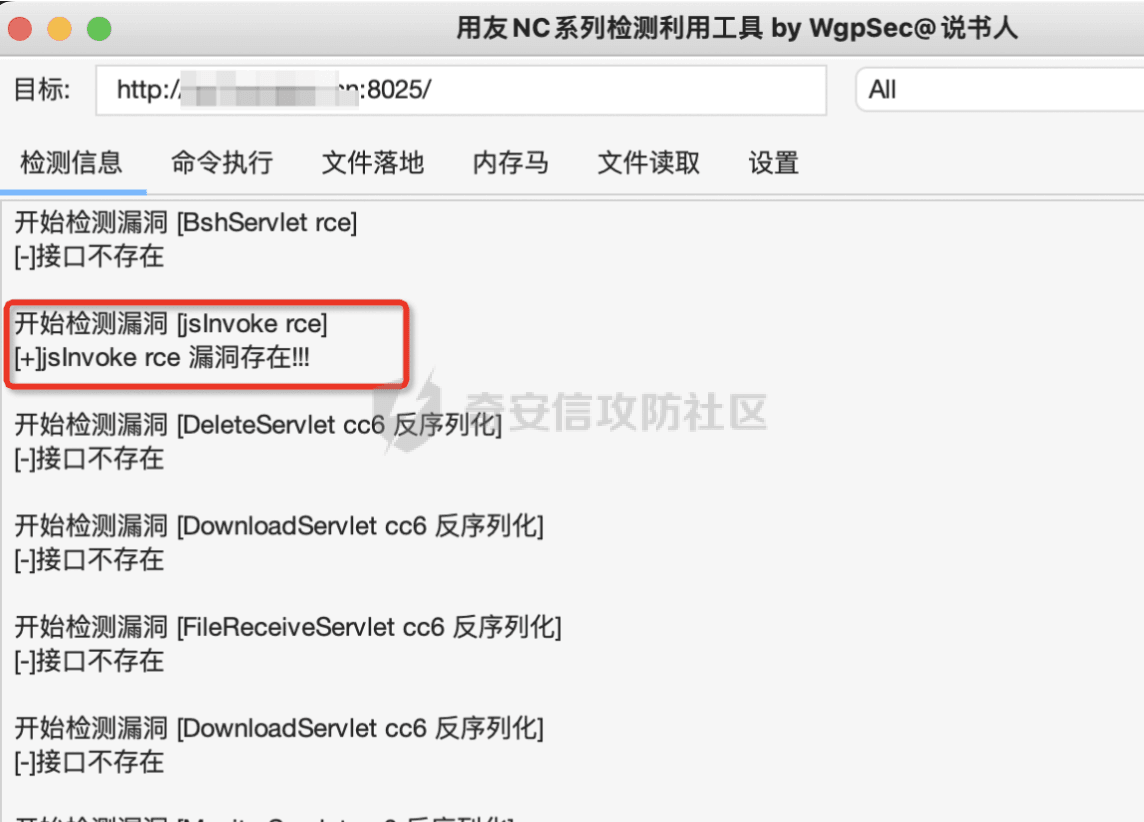 用友NC系列检测利用工具 by WgpSec@说书人
目标: http:/ :8025/ All
检测信息 命令执行 文件落地 内存马 文件读取 设置
开始检测漏洞 [BshServlet rce]
[-]接口不存在
开始检测漏洞 [jsInvoke rce]
[+]jsInvoke rce 漏洞存在!!!
奇安信攻防社区
开始检测漏洞 [DeleteServlet cc6 反序列化]
[-]接口不存在
开始检测漏洞 [DownloadServlet cc6 反序列化]
[-]接口不存在
开始检测漏洞 [FileReceiveServlet cc6 反序列化]
[-]接口不存在
开始检测漏洞 [DownloadServlet cc6 反序列化]
[-]接口不存在